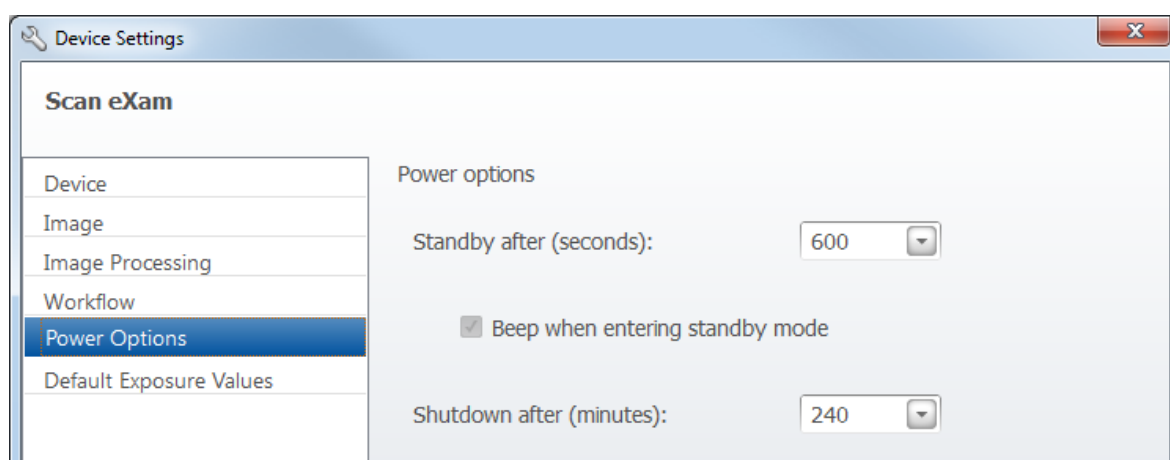 Device Settings
Scan eXam
Device
Image
Image Processing
Workflow
Power Options
Default Exposure Values
Power options
Standby after (seconds): 600
Beep when entering standby mode
Shutdown after (minutes): 240